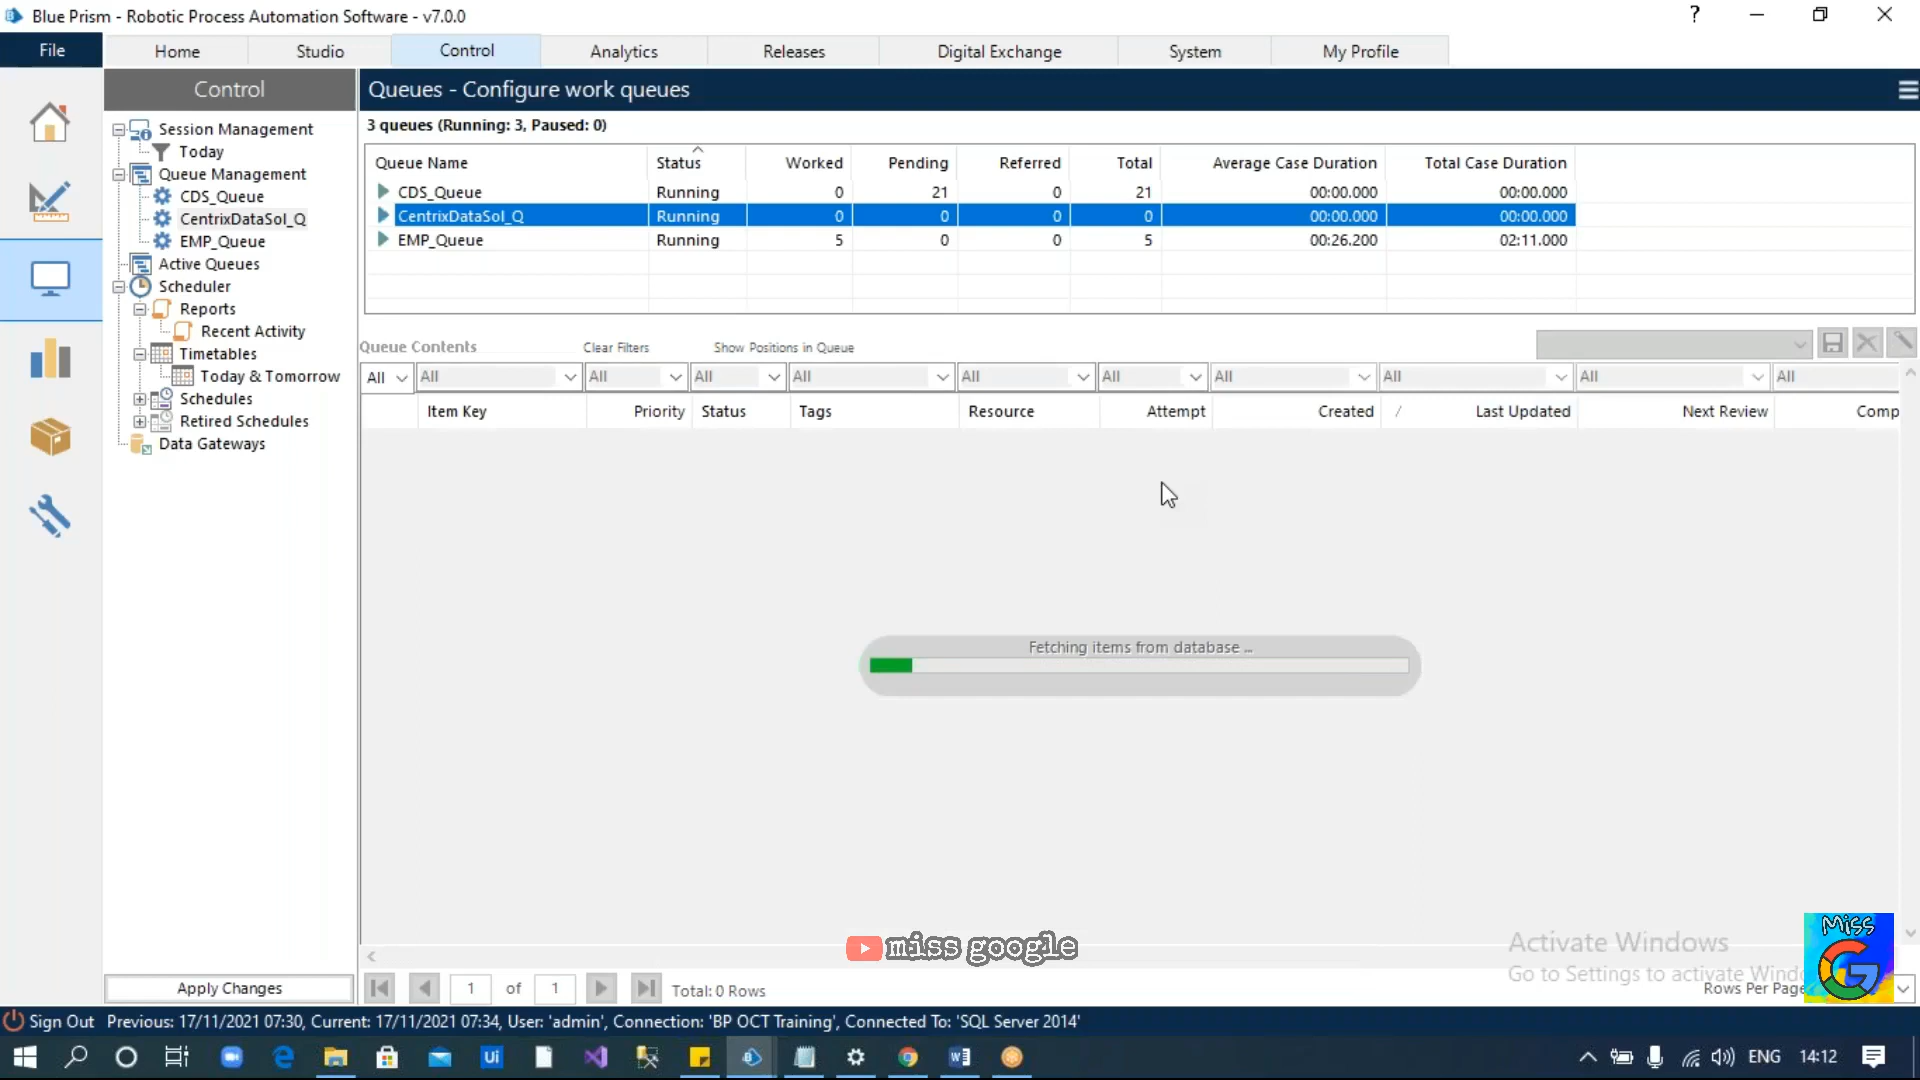 Blue Prism - Robotic Process Automation Software - v7.0.0
?
File Home Studio Control Analytics Releases Digital Exchange System My Profile
Control
Queues - Configure work queues
Session Management
Today
Queue Management
CDS_Queue
CentrixDataSol_Q
EMP_Queue
Active Queues
Scheduler
Reports
Recent Activity
Timetables
Today & Tomorrow
Schedules
Retired Schedules
Data Gateways
Apply Changes
3 queues (Running: 3, Paused: 0)
Queue Name Status Worked Pending Referred Total Average Case Duration Total Case Duration
CDS_Queue Running 0 21 0 21 00:00.000 00:00.000
CentrixDataSol_Q Running 0 0 0 0 00:00.000 00:00.000
EMP_Queue Running 5 0 0 5 00:26.200 02:11.000
Queue Contents Clear Filters Show Positions in Queue
All All All All All All All All All All All
Item Key Priority Status Tags Resource Attempt Created / Last Updated Next Review Comp
Fetching items from database ...
miss google
Activate Windows
Go to Settings to activate Windo
MISS
G
1 of 1 Total: 0 Rows Rows Per Page
Sign Out Previous: 17/11/2021 07:30, Current: 17/11/2021 07:34, User: 'admin', Connection: 'BP OCT Training', Connected To: 'SQL Server 2014'
Ui
ENG 14:12